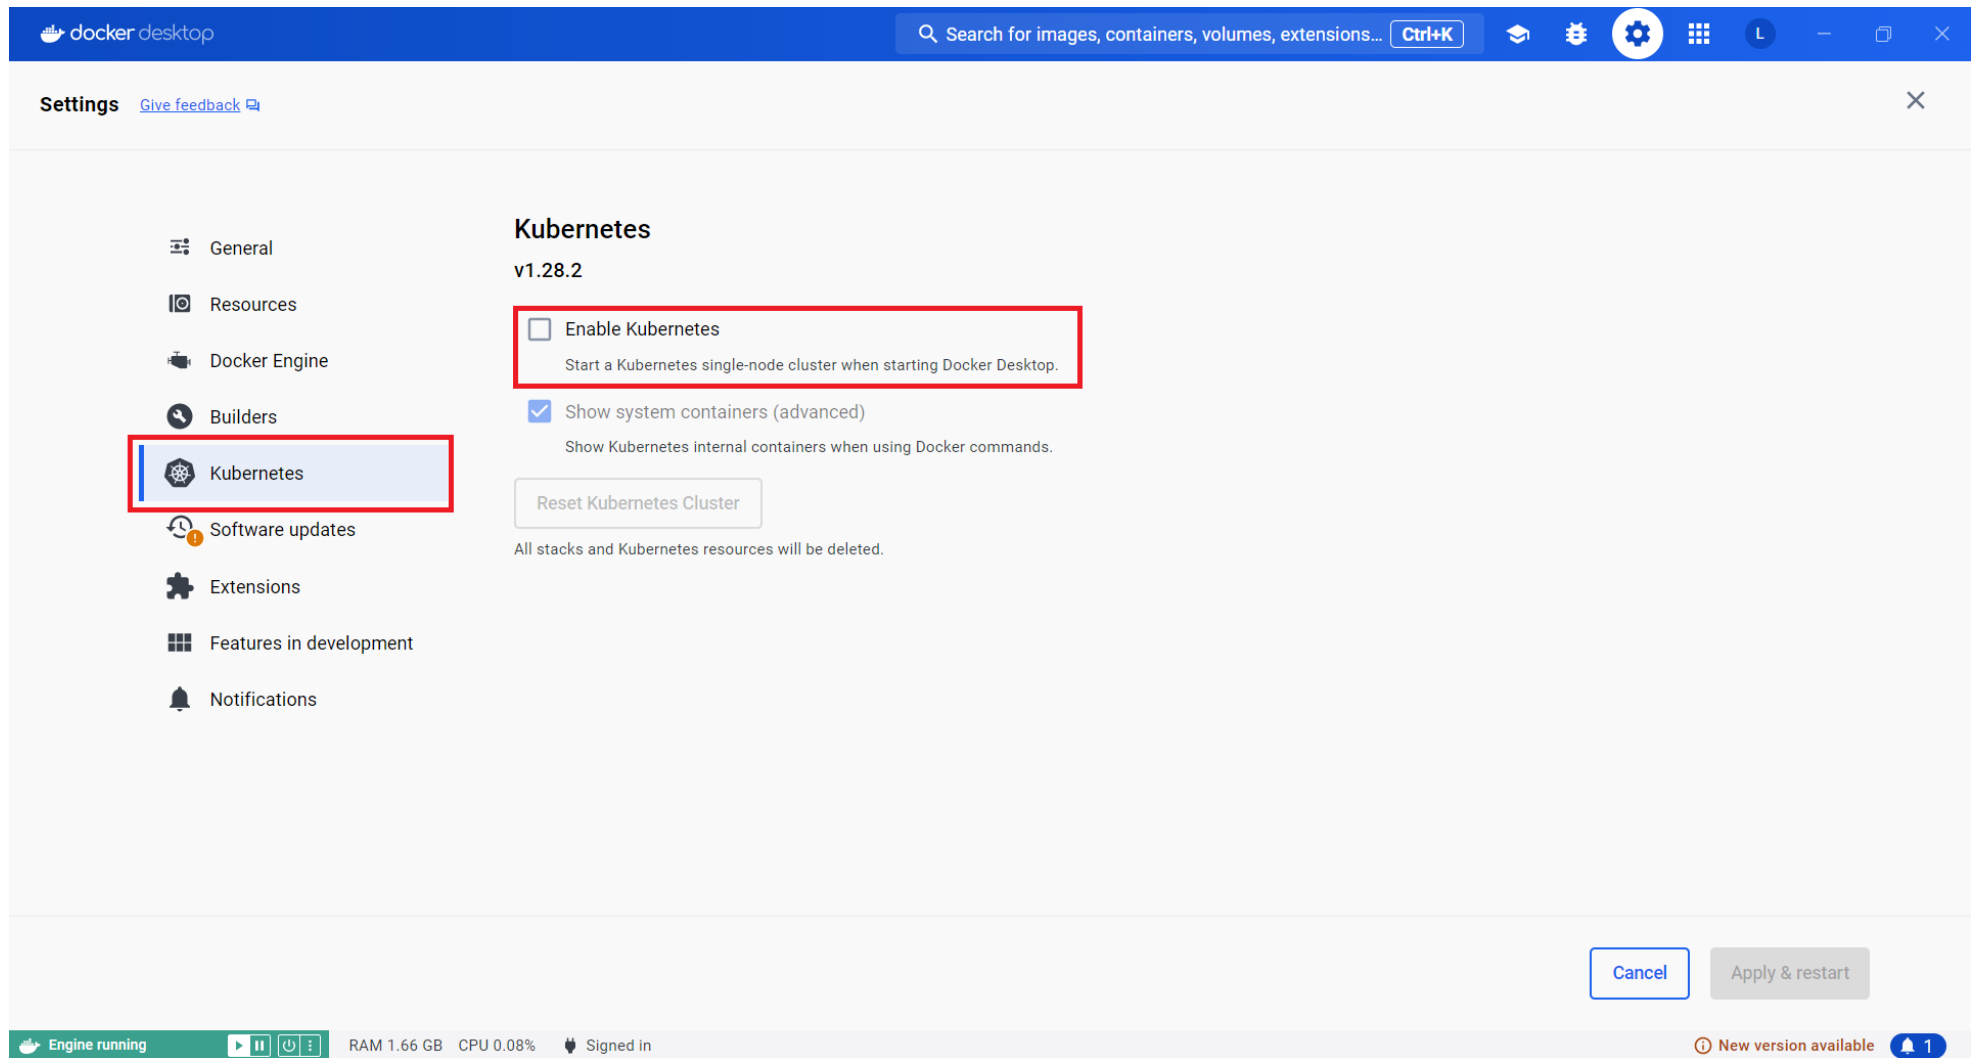 docker desktop
Search for images, containers, volumes, extensions... Ctrl+K
L
Settings Give feedback
General
Resources
Docker Engine
Builders
Kubernetes
Software updates
Extensions
Features in development
Notifications
Kubernetes
v1.28.2
Enable Kubernetes
Start a Kubernetes single-node cluster when starting Docker Desktop.
Show system containers (advanced)
Show Kubernetes internal containers when using Docker commands.
Reset Kubernetes Cluster
All stacks and Kubernetes resources will be deleted.
Cancel
Apply & restart
Engine running
RAM 1.66 GB CPU 0.08% Signed in
New version available
1